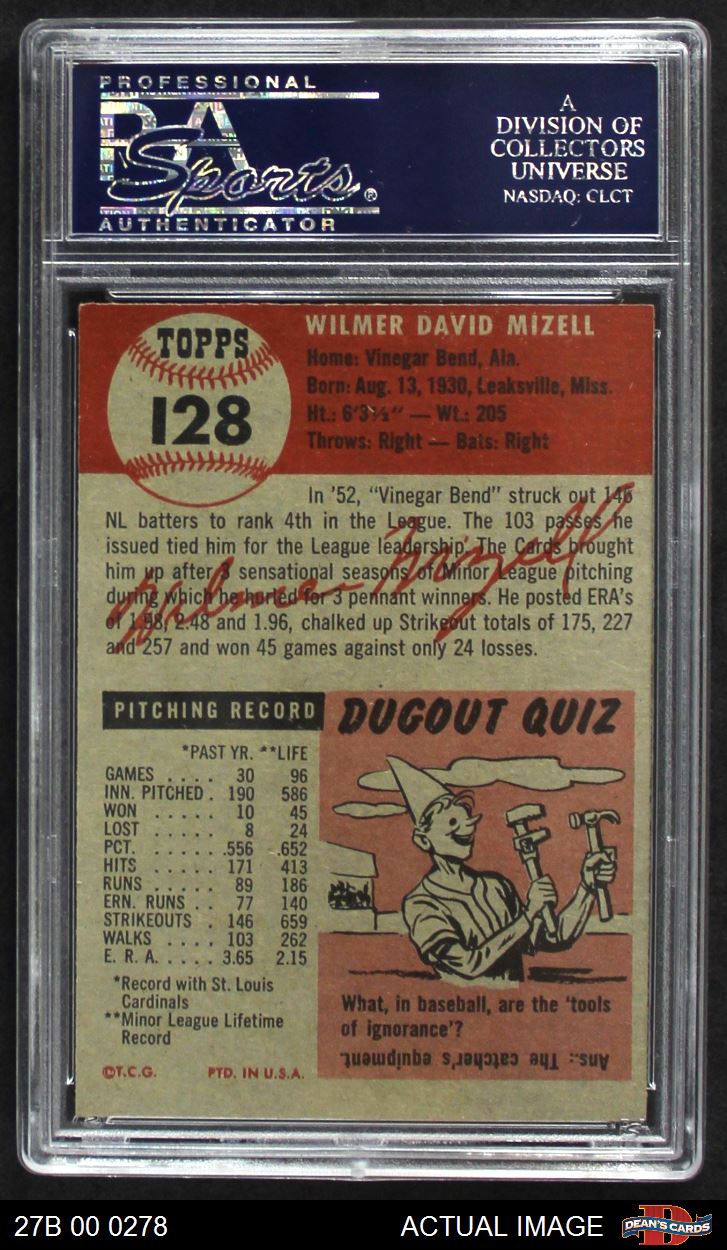 PROFESSIONAL
PSA
Sports®
AUTHENTICATOR
A
DIVISION OF
COLLECTORS
UNIVERSE
NASDAQ: CLCT
TOPPS
128
WILMER DAVID MIZELL
Home: Vinegar Bend, Ala.
Born: Aug. 13, 1930, Leaksville, Miss.
Ht.: 6'3½" — Wt.: 205
Throws: Right — Bats: Right
In '52, "Vinegar Bend" struck out 146
NL batters to rank 4th in the League. The 103 passes he
issued tied him for the League leadership. The Cards brought
him up after 3 sensational seasons of Minor League pitching
during which he hurled for 3 pennant winners. He posted ERA's
of 1.98, 2.48 and 1.96, chalked up Strikeout totals of 175, 227
and 257 and won 45 games against only 24 losses.
Wilmer Mizell
PITCHING RECORD
*PAST YR. **LIFE
GAMES .... 30 96
INN. PITCHED . 190 586
WON ..... 10 45
LOST ..... 8 24
PCT. ..... .556 .652
HITS ..... 171 413
RUNS ..... 89 186
ERN. RUNS .. 77 140
STRIKEOUTS . 146 659
WALKS .... 103 262
E. R. A. .... 3.65 2.15
*Record with St. Louis
Cardinals
**Minor League Lifetime
Record
©T.C.G. PTD. IN U.S.A.
DUGOUT QUIZ
What, in baseball, are the 'tools
of ignorance'?
Ans.: The catcher's equipment.
27B 00 0278
ACTUAL IMAGE
DEAN'S CARDS